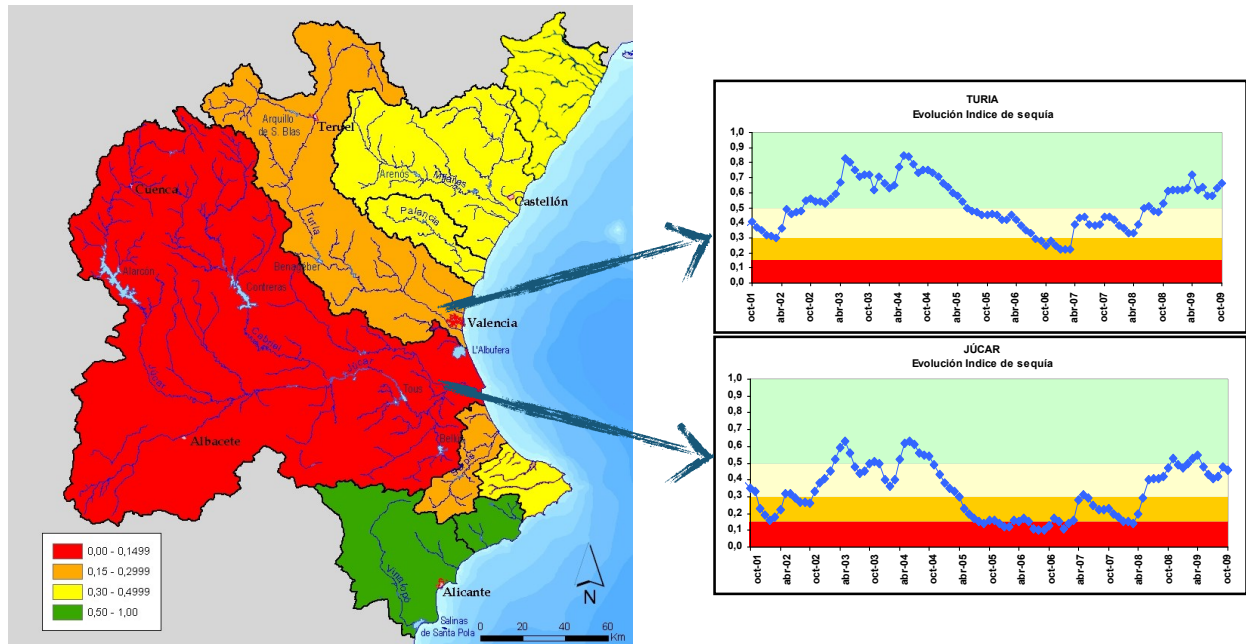 Arquillo
de S. Blas
Teruel
Cuenca
Arenós
Mijares
Castellón
Palancia
Turia
Alarcón
Benageber
Contreras
Valencia
L'Albufera
Cabriel
Júcar
Júcar
Tous
Albacete
Serpis
Vinalopó
Alicante
Salinas
de Santa Pola
0,00 - 0,1499
0,15 - 0,2999
0,30 - 0,4999
0,50 - 1,00
N
0 20 40 60
Km
TURIA
Evolución Indice de sequía
1,0
0,9
0,8
0,7
0,6
0,5
0,4
0,3
0,2
0,1
0,0
oct-01 abr-02 oct-02 abr-03 oct-03 abr-04 oct-04 abr-05 oct-05 abr-06 oct-06 abr-07 oct-07 abr-08 oct-08 abr-09 oct-09
JÚCAR
Evolución Indice de sequía
1,0
0,9
0,8
0,7
0,6
0,5
0,4
0,3
0,2
0,1
0,0
oct-01 abr-02 oct-02 abr-03 oct-03 abr-04 oct-04 abr-05 oct-05 abr-06 oct-06 abr-07 oct-07 abr-08 oct-08 abr-09 oct-09